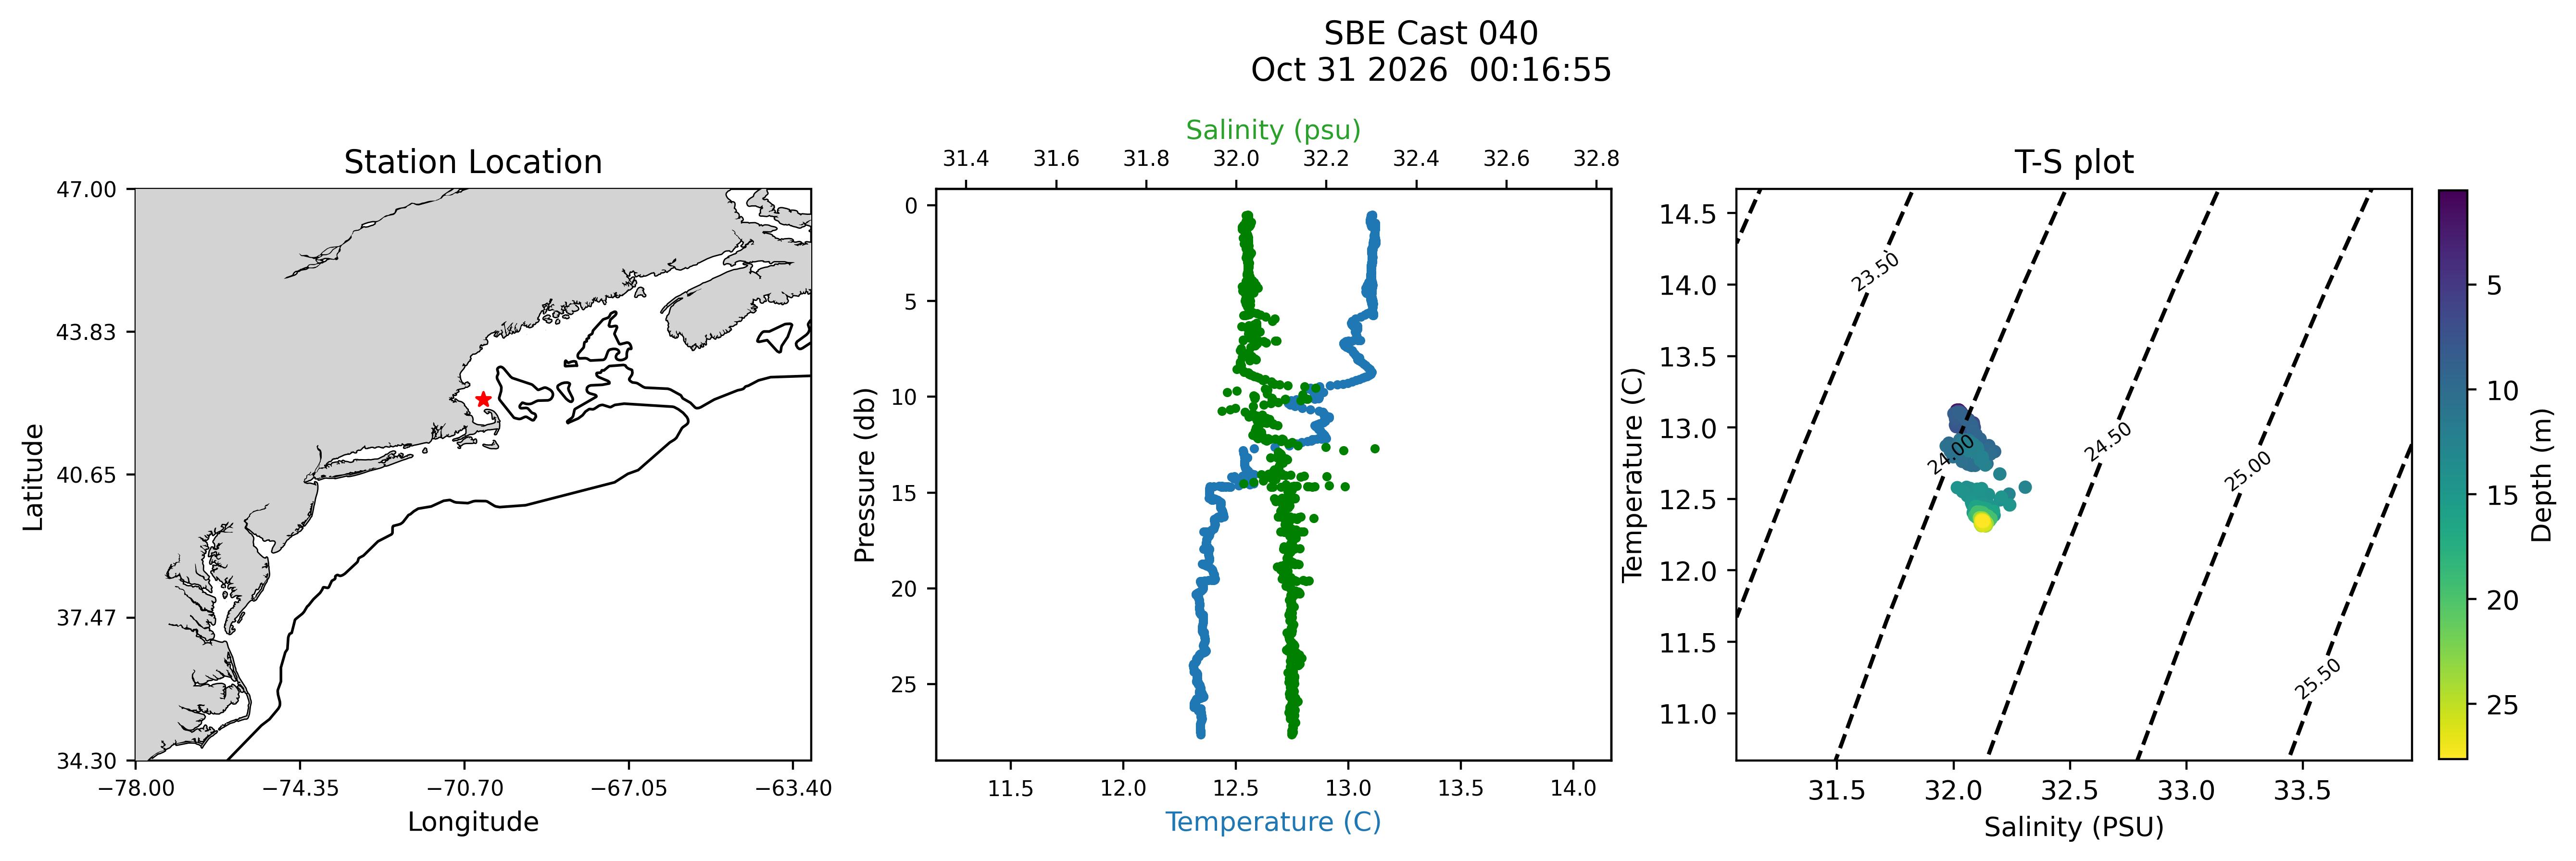 SBE Cast 040
Oct 31 2026  00:16:55
Station Location
47.00
43.83
40.65
37.47
34.30
Latitude
−78.00 −74.35 −70.70 −67.05 −63.40
Longitude
Salinity (psu)
31.4 31.6 31.8 32.0 32.2 32.4 32.6 32.8
0
5
10
15
20
25
Pressure (db)
11.5 12.0 12.5 13.0 13.5 14.0
Temperature (C)
T-S plot
14.5
14.0
13.5
13.0
12.5
12.0
11.5
11.0
Temperature (C)
23.50
24.00
24.50
25.00
25.50
31.5 32.0 32.5 33.0 33.5
Salinity (PSU)
5
10
15
20
25
Depth (m)